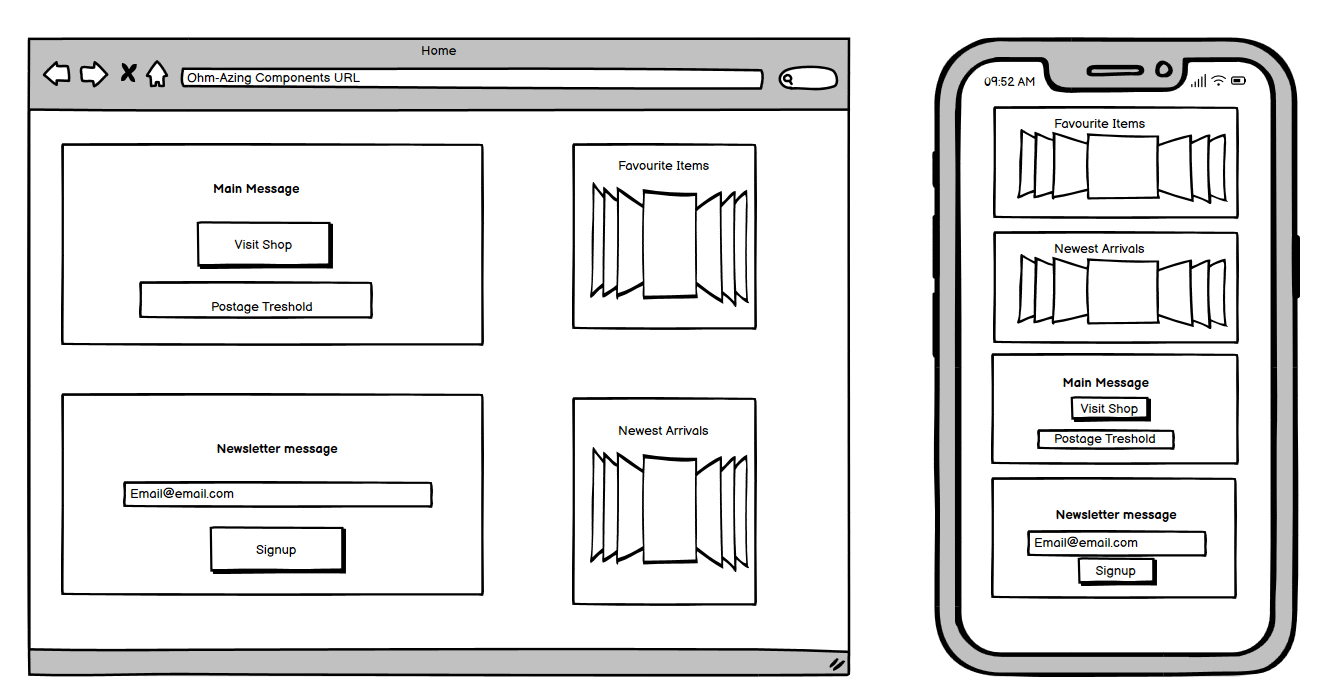 Home
Ohm-Azing Components URL
Main Message
Visit Shop
Postage Treshold
Favourite Items
Newsletter message
Email@email.com
Signup
Newest Arrivals
09:52 AM
Favourite Items
Newest Arrivals
Main Message
Visit Shop
Postage Treshold
Newsletter message
Email@email.com
Signup